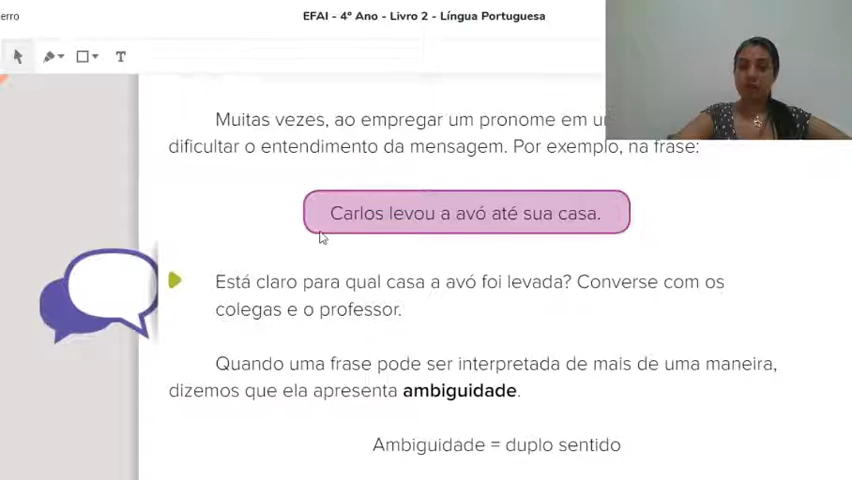 erro
EFAI - 4º Ano - Livro 2 - Língua Portuguesa
T
Muitas vezes, ao empregar um pronome em
dificultar o entendimento da mensagem. Por exemplo, na frase:
Carlos levou a avó até sua casa.
Está claro para qual casa a avó foi levada? Converse com os
colegas e o professor.
Quando uma frase pode ser interpretada de mais de uma maneira,
dizemos que ela apresenta ambiguidade.
Ambiguidade = duplo sentido